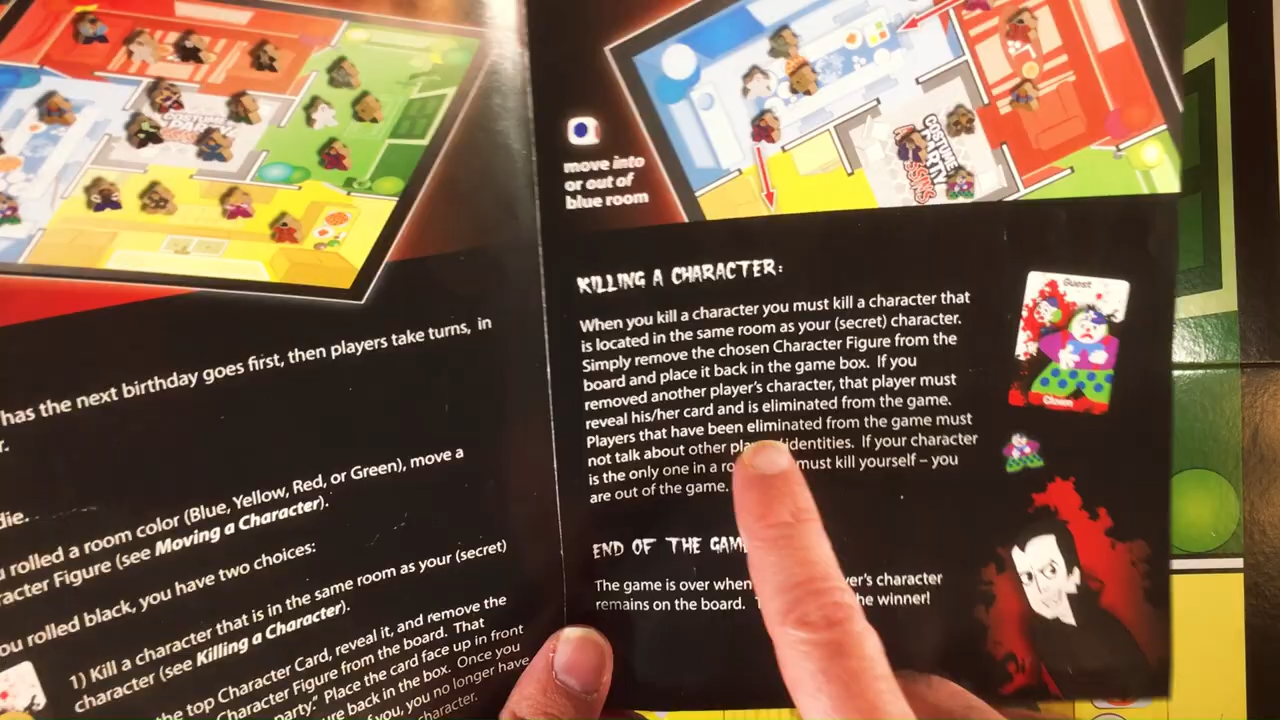 COSTUME
PARTY
has the next birthday goes first, then players take turns, in
r.
die.
rolled a room color (Blue, Yellow, Red, or Green), move a
racter Figure (see Moving a Character).
ou rolled black, you have two choices:
1) Kill a character that is in the same room as your (secret)
character (see Killing a Character).
the top Character Card, reveal it, and remove the
Character Figure from the board. That
party." Place the card face up in front
ure back in the box. Once you
f you, you no longer have
character.
move into
or out of
blue room
COSTUME
PARTY
ASSASSINS
KILLING A CHARACTER:
When you kill a character you must kill a character that
is located in the same room as your (secret) character.
Simply remove the chosen Character Figure from the
board and place it back in the game box. If you
removed another player's character, that player must
reveal his/her card and is eliminated from the game.
Players that have been eliminated from the game must
not talk about other identities. If your character
is the only one in a must kill yourself – you
are out of the game.
Guest
Clown
END OF THE GAM
The game is over when er's character
remains on the board. he winner!